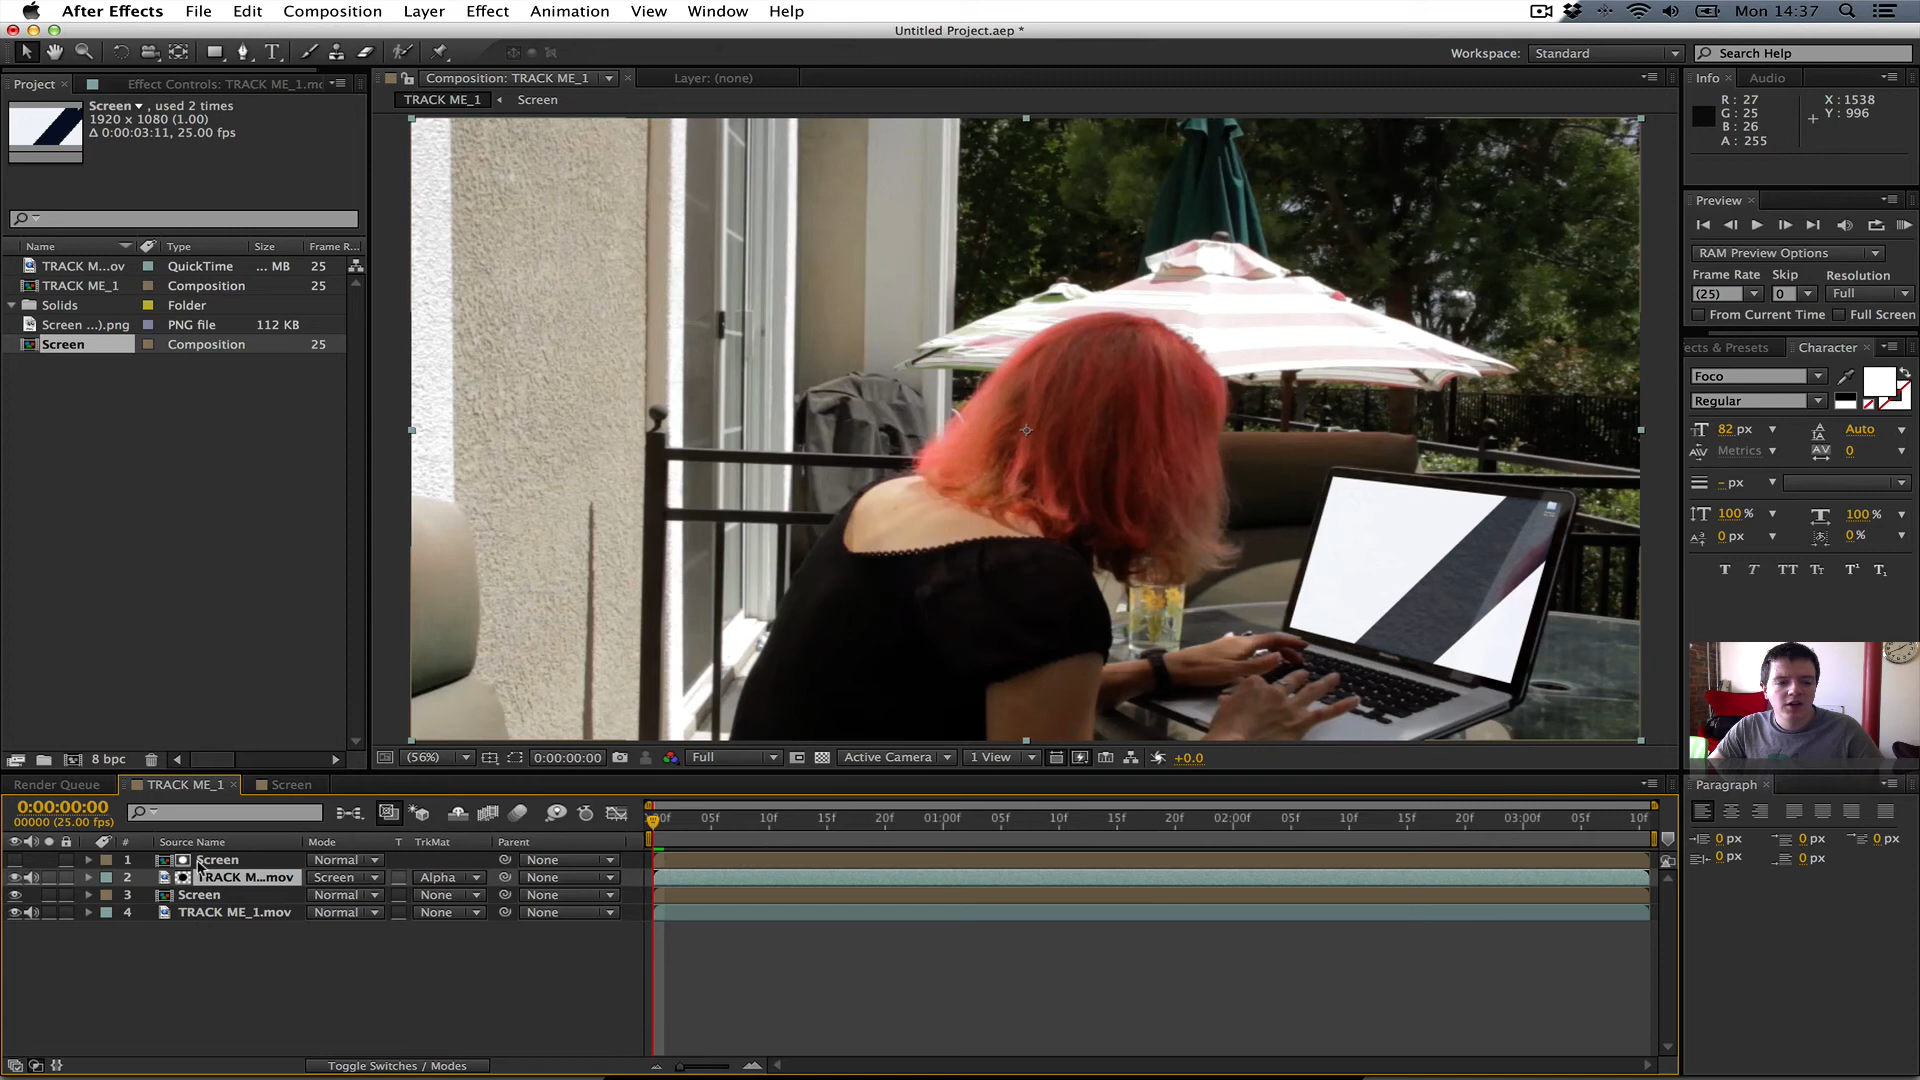 After Effects File Edit Composition Layer Effect Animation View Window Help Mon 14:37
Untitled Project.aep *
Workspace: Standard Search Help
Project Effect Controls: TRACK ME_1.mo
Composition: TRACK ME_1 Layer: (none)
TRACK ME_1 Screen
Screen , used 2 times
1920 x 1080 (1.00)
Δ 0:00:03:11, 25.00 fps
Info Audio
R: 27 X: 1538
G: 25 Y: 996
B: 26
A: 255
Preview
Name Type Size Frame R...
TRACK M...ov QuickTime ... MB 25
TRACK ME_1 Composition 25
Solids Folder
Screen ...).png PNG file 112 KB
Screen Composition 25
RAM Preview Options
Frame Rate Skip Resolution
(25) 0 Full
From Current Time Full Screen
ffects & Presets Character
Foco
Regular
82 px Auto
Metrics 0
- px
100 % 100 %
0 px 0 %
T T TT Tt T¹ T₁
8 bpc (56%) 0:00:00:00 Full Active Camera 1 View +0.0
Render Queue TRACK ME_1 Screen
0:00:00:00
00000 (25.00 fps)
00f 05f 10f 15f 20f 01:00f 05f 10f 15f 20f 02:00f 05f 10f 15f 20f 03:00f 05f 10f
# Source Name Mode T TrkMat Parent
1 Screen Normal None
2 TRACK M...mov Screen Alpha None
3 Screen Normal None None
4 TRACK ME_1.mov Normal None None
Toggle Switches / Modes
Paragraph
0 px 0 px 0 px
0 px 0 px